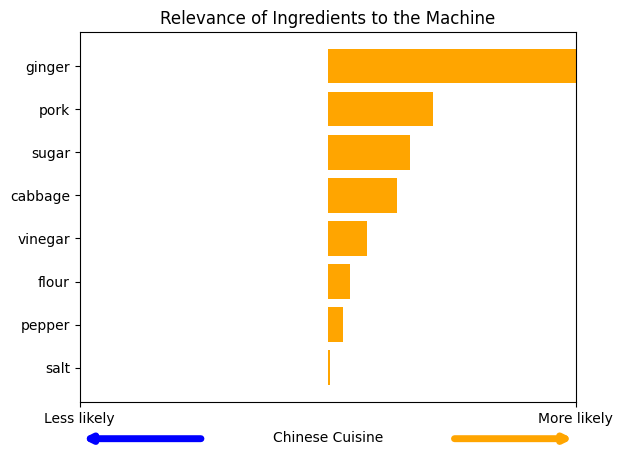 Relevance of Ingredients to the Machine
ginger
pork
sugar
cabbage
vinegar
flour
pepper
salt
Less likely
More likely
Chinese Cuisine